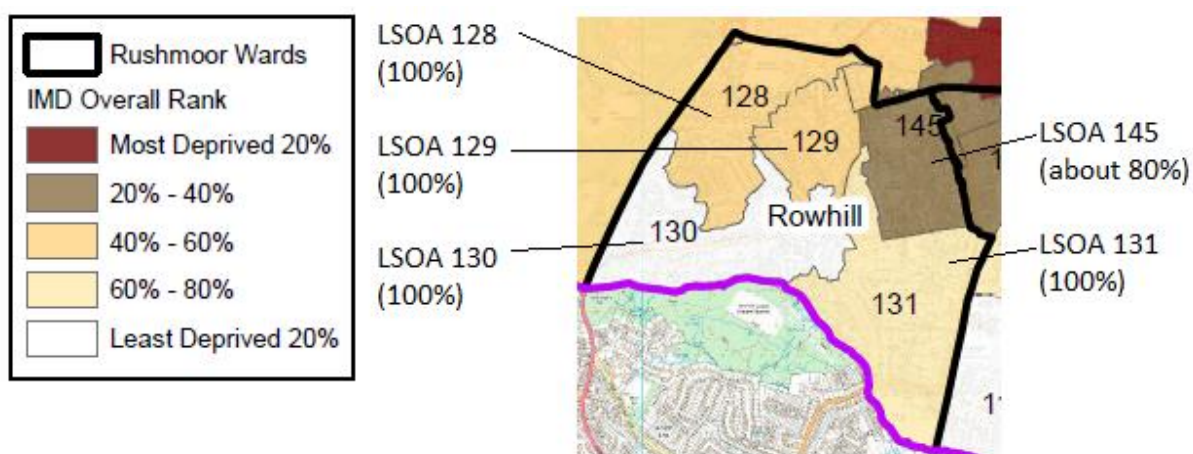 Rushmoor Wards
IMD Overall Rank
Most Deprived 20%
20% - 40%
40% - 60%
60% - 80%
Least Deprived 20%
LSOA 128
(100%)
LSOA 129
(100%)
LSOA 130
(100%)
128
129
145
Rowhill
130
131
LSOA 145
(about 80%)
LSOA 131
(100%)